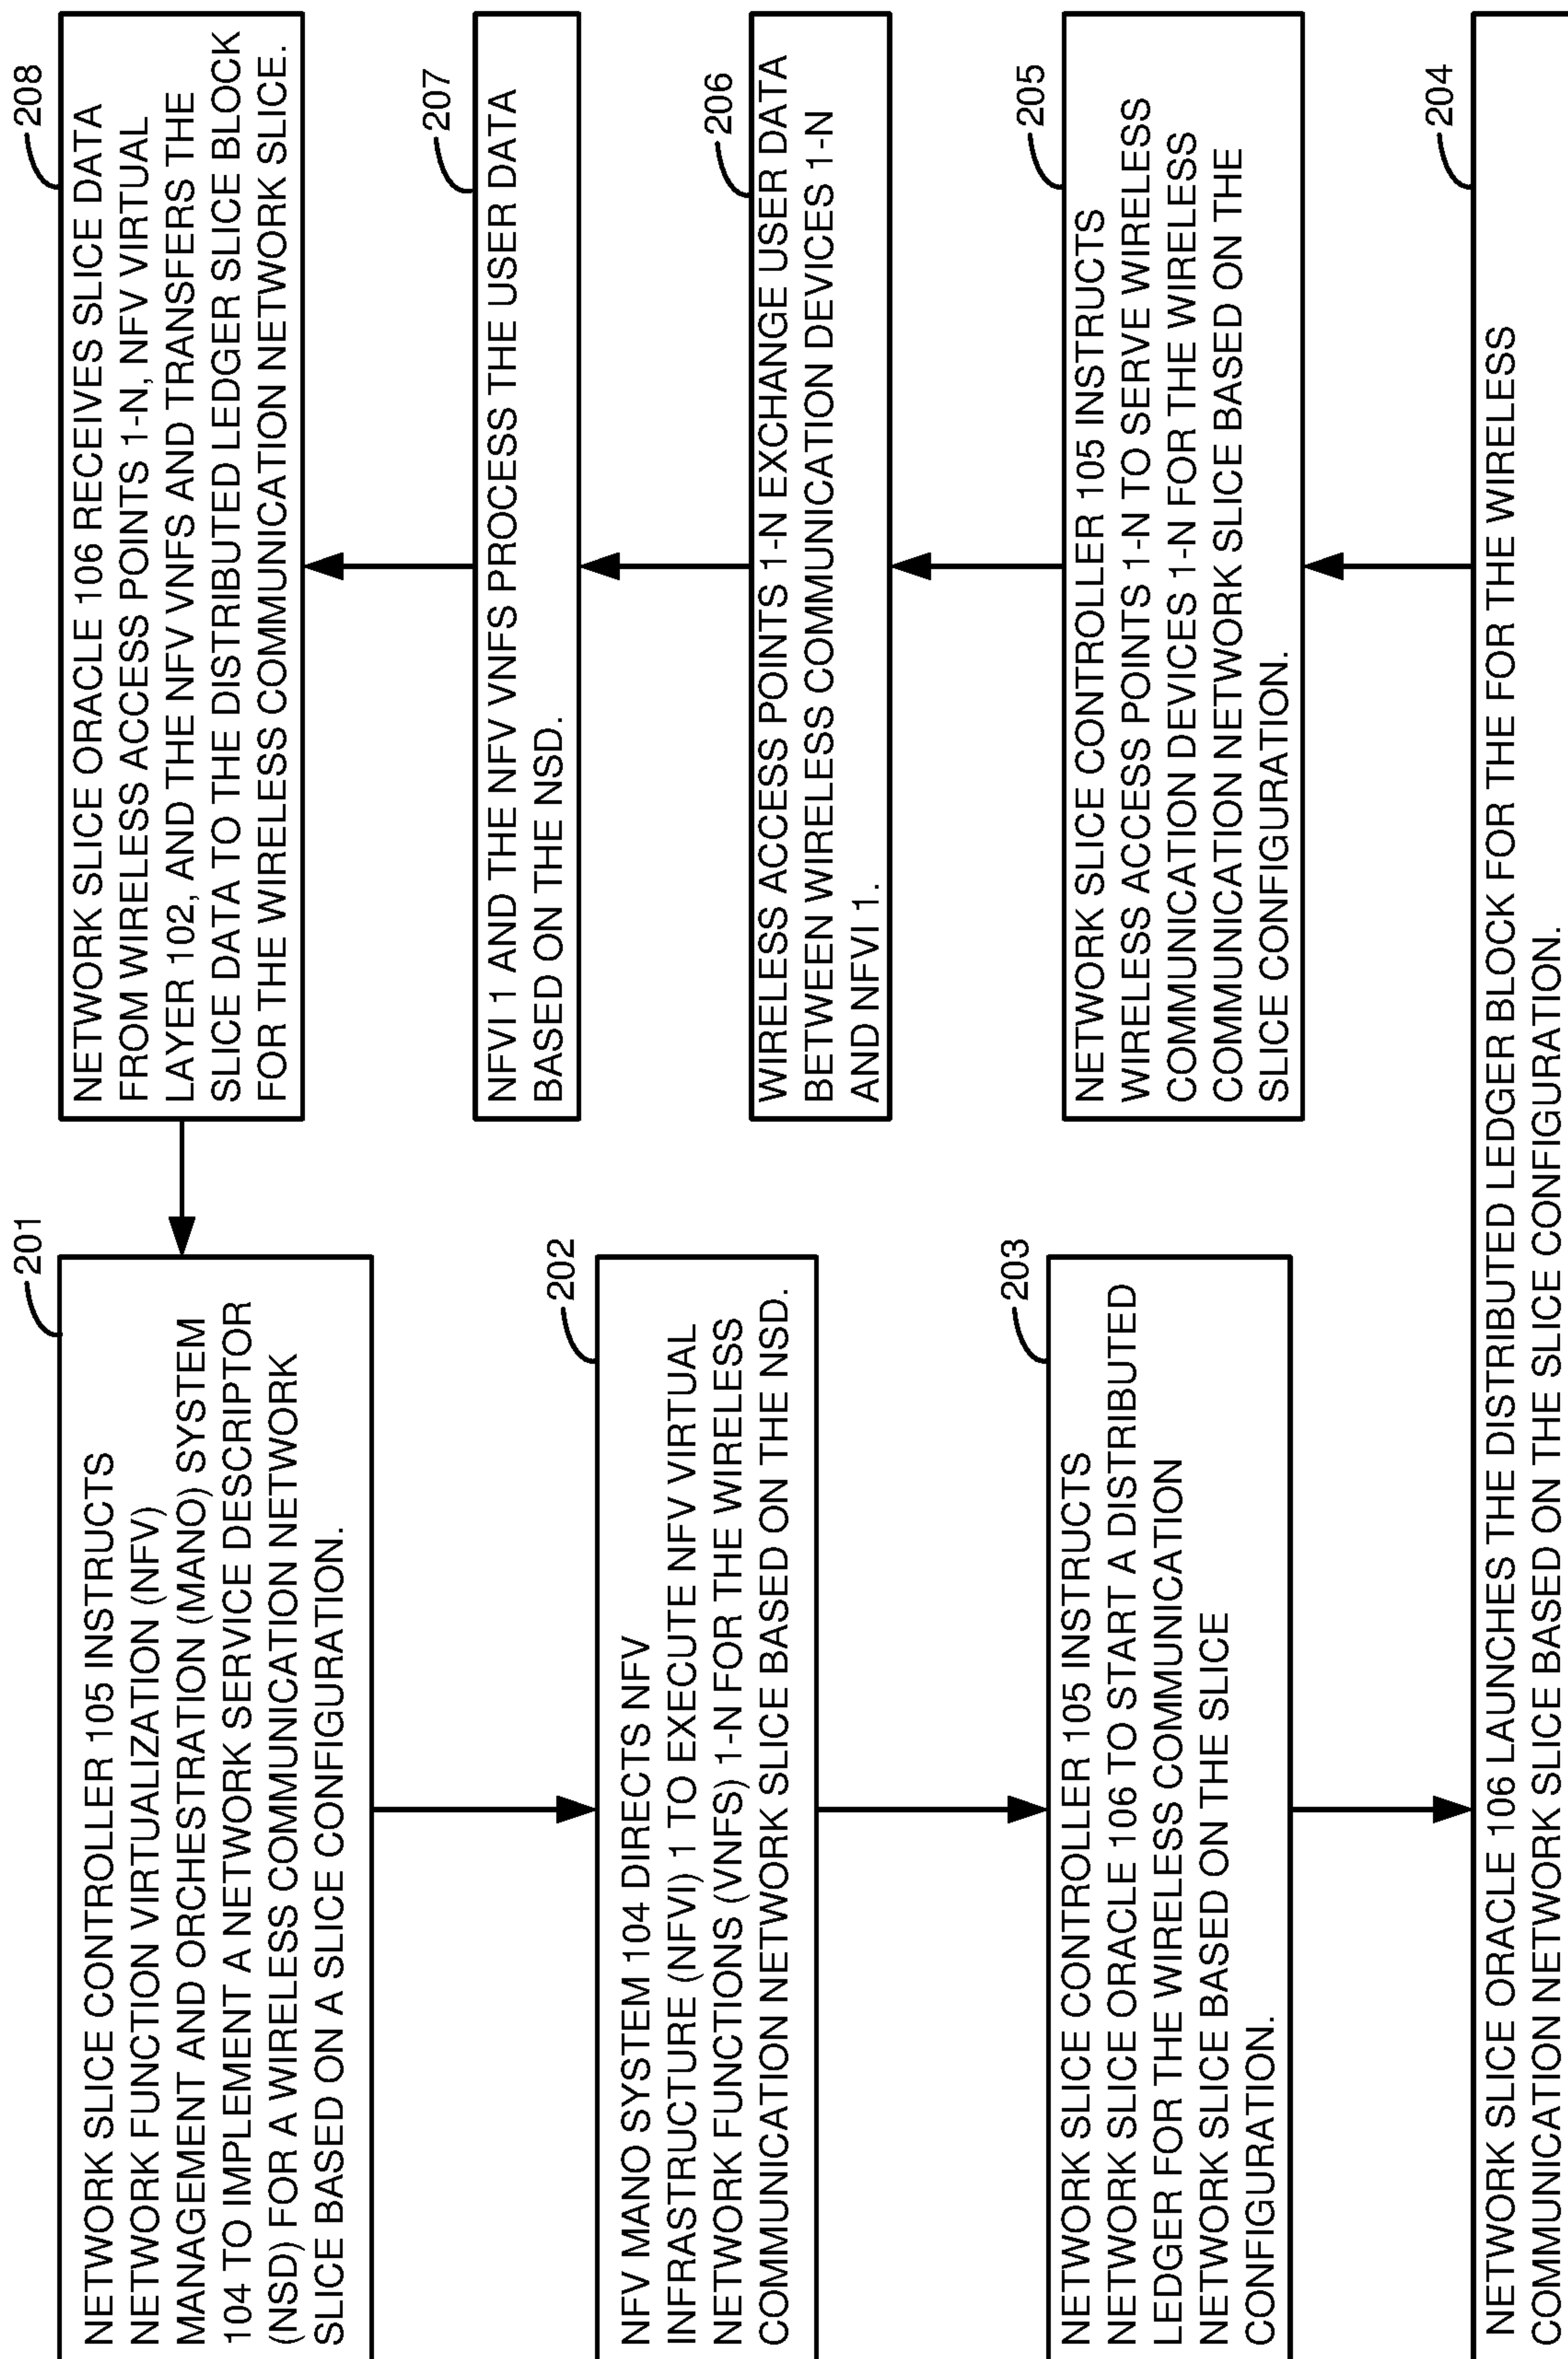 201
NETWORK SLICE CONTROLLER 105 INSTRUCTS
NETWORK FUNCTION VIRTUALIZATION (NFV)
MANAGEMENT AND ORCHESTRATION (MANO) SYSTEM
104 TO IMPLEMENT A NETWORK SERVICE DESCRIPTOR
(NSD) FOR A WIRELESS COMMUNICATION NETWORK
SLICE BASED ON A SLICE CONFIGURATION.
202
NFV MANO SYSTEM 104 DIRECTS NFV
INFRASTRUCTURE (NFVI) 1 TO EXECUTE NFV VIRTUAL
NETWORK FUNCTIONS (VNFS) 1-N FOR THE WIRELESS
COMMUNICATION NETWORK SLICE BASED ON THE NSD.
203
NETWORK SLICE CONTROLLER 105 INSTRUCTS
NETWORK SLICE ORACLE 106 TO START A DISTRIBUTED
LEDGER FOR THE WIRELESS COMMUNICATION
NETWORK SLICE BASED ON THE SLICE
CONFIGURATION.
204
NETWORK SLICE ORACLE 106 LAUNCHES THE DISTRIBUTED LEDGER BLOCK FOR THE FOR THE WIRELESS
COMMUNICATION NETWORK SLICE BASED ON THE SLICE CONFIGURATION.
205
NETWORK SLICE CONTROLLER 105 INSTRUCTS
WIRELESS ACCESS POINTS 1-N TO SERVE WIRELESS
COMMUNICATION DEVICES 1-N FOR THE WIRELESS
COMMUNICATION NETWORK SLICE BASED ON THE
SLICE CONFIGURATION.
206
WIRELESS ACCESS POINTS 1-N EXCHANGE USER DATA
BETWEEN WIRELESS COMMUNICATION DEVICES 1-N
AND NFVI 1.
207
NFVI 1 AND THE NFV VNFS PROCESS THE USER DATA
BASED ON THE NSD.
208
NETWORK SLICE ORACLE 106 RECEIVES SLICE DATA
FROM WIRELESS ACCESS POINTS 1-N, NFV VIRTUAL
LAYER 102, AND THE NFV VNFS AND TRANSFERS THE
SLICE DATA TO THE DISTRIBUTED LEDGER SLICE BLOCK
FOR THE WIRELESS COMMUNICATION NETWORK SLICE.